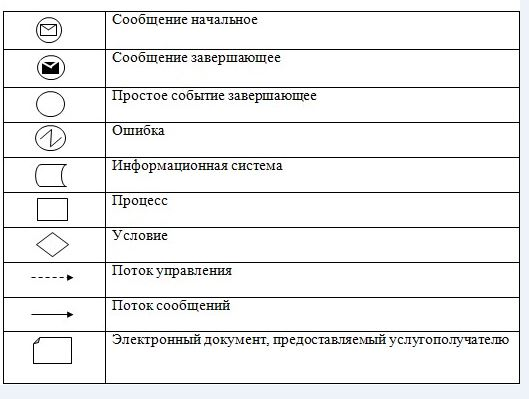 Сообщение начальное
Сообщение завершающее
Простое событие завершающее
Ошибка
Информационная система
Процесс
Условие
Поток управления
Поток сообщений
Электронный документ, предоставляемый услугополучателю